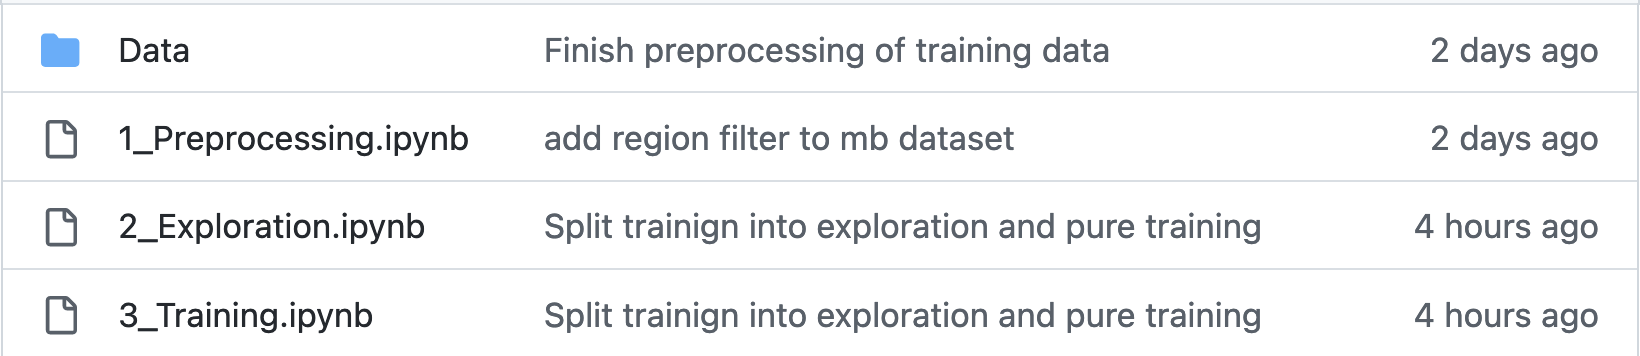 Data Finish preprocessing of training data 2 days ago
1_Preprocessing.ipynb add region filter to mb dataset 2 days ago
2_Exploration.ipynb Split trainign into exploration and pure training 4 hours ago
3_Training.ipynb Split trainign into exploration and pure training 4 hours ago